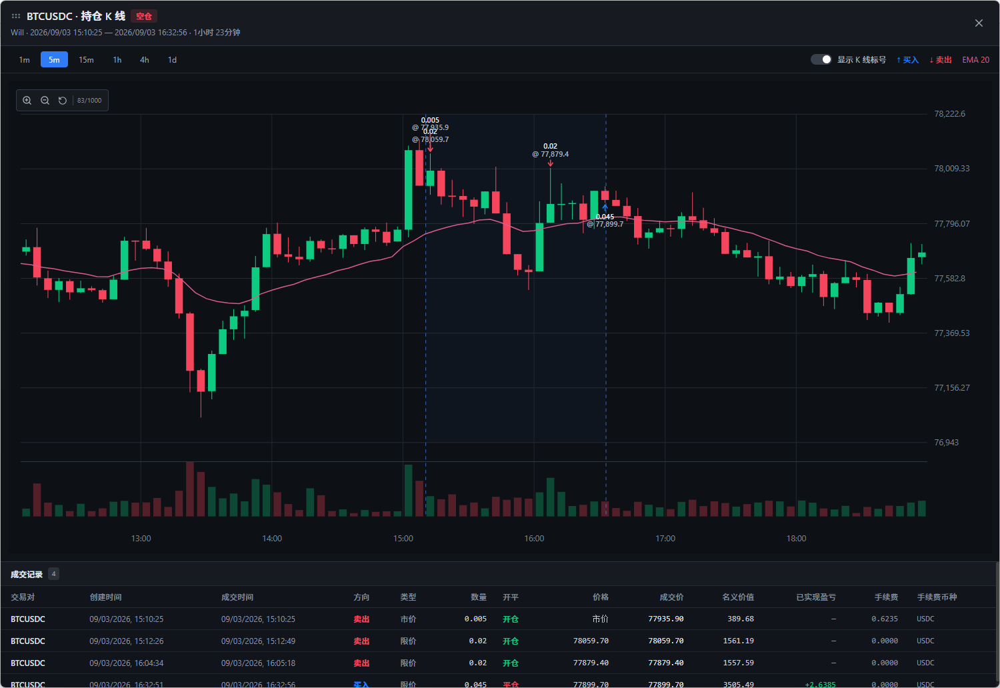 BTCUSDC · 持仓 K 线 空仓
Will · 2026/09/03 15:10:25 — 2026/09/03 16:32:56 · 1小时 23分钟
1m 5m 15m 1h 4h 1d 显示 K 线标号 ↑ 买入 ↓ 卖出 EMA 20
83/1000
78,222.6
0.005
@ 77,935.9
0.02
@ 78,059.7
0.02
@ 77,879.4
78,009.33
0.045
@ 77,899.7
77,796.07
77,582.8
77,369.53
77,156.27
76,943
13:00 14:00 15:00 16:00 17:00 18:00
成交记录 4
交易对 创建时间 成交时间 方向 类型 数量 开平 价格 成交价 名义价值 已实现盈亏 手续费 手续费币种
BTCUSDC 09/03/2026, 15:10:25 09/03/2026, 15:10:25 卖出 市价 0.005 开仓 市价 77935.90 389.68 — 0.6235 USDC
BTCUSDC 09/03/2026, 15:12:26 09/03/2026, 15:12:49 卖出 限价 0.02 开仓 78059.70 78059.70 1561.19 — 0.0000 USDC
BTCUSDC 09/03/2026, 16:04:34 09/03/2026, 16:05:18 卖出 限价 0.02 开仓 77879.40 77879.40 1557.59 — 0.0000 USDC
BTCUSDC 09/03/2026, 16:32:51 09/03/2026, 16:32:56 买入 限价 0.045 平仓 77899.70 77899.70 3505.49 +2.6385 0.0000 USDC